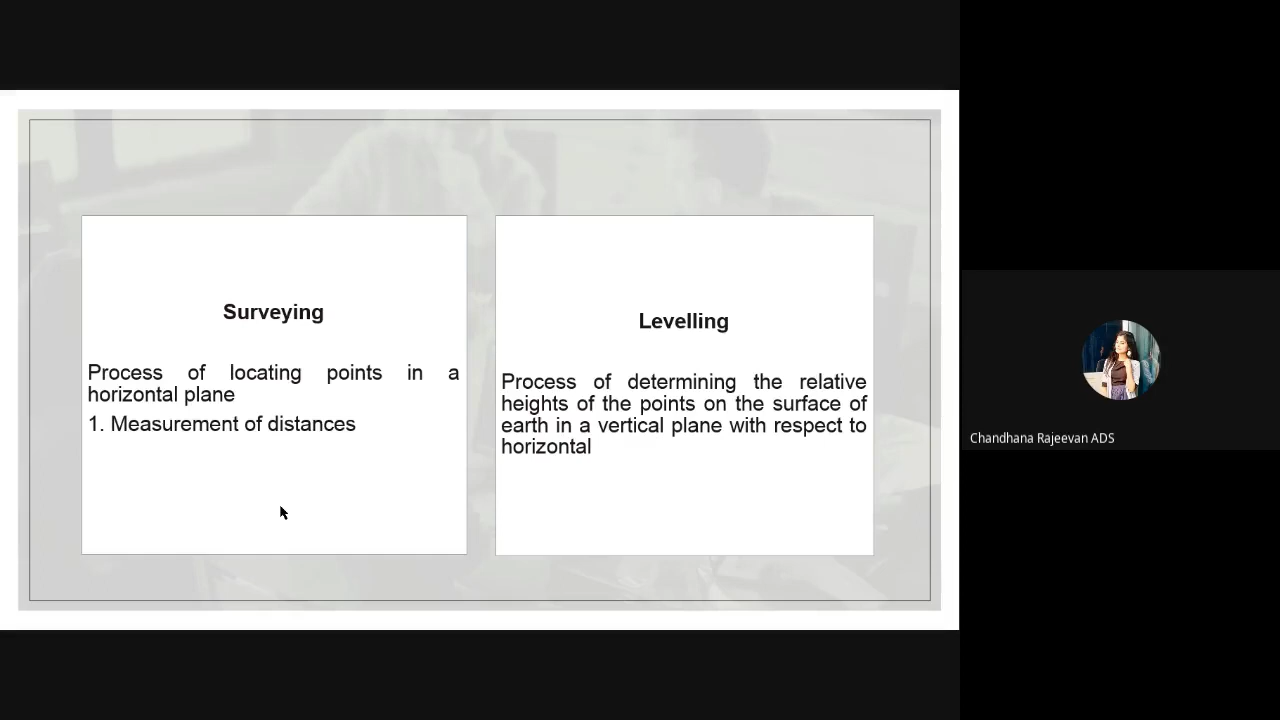 Surveying
Process of locating points in a
horizontal plane
1. Measurement of distances
Levelling
Process of determining the relative
heights of the points on the surface of
earth in a vertical plane with respect to
horizontal
Chandhana Rajeevan ADS